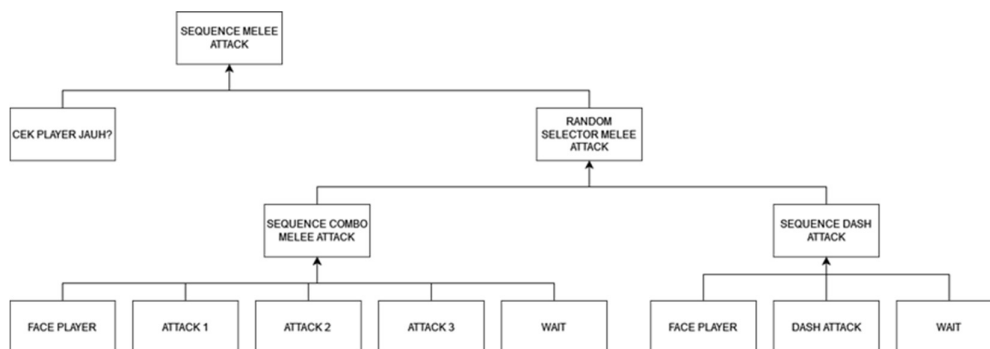 SEQUENCE MELEE
ATTACK
CEK PLAYER JAUH?
RANDOM
SELECTOR MELEE
ATTACK
SEQUENCE COMBO
MELEE ATTACK
SEQUENCE DASH
ATTACK
FACE PLAYER
ATTACK 1
ATTACK 2
ATTACK 3
WAIT
FACE PLAYER
DASH ATTACK
WAIT